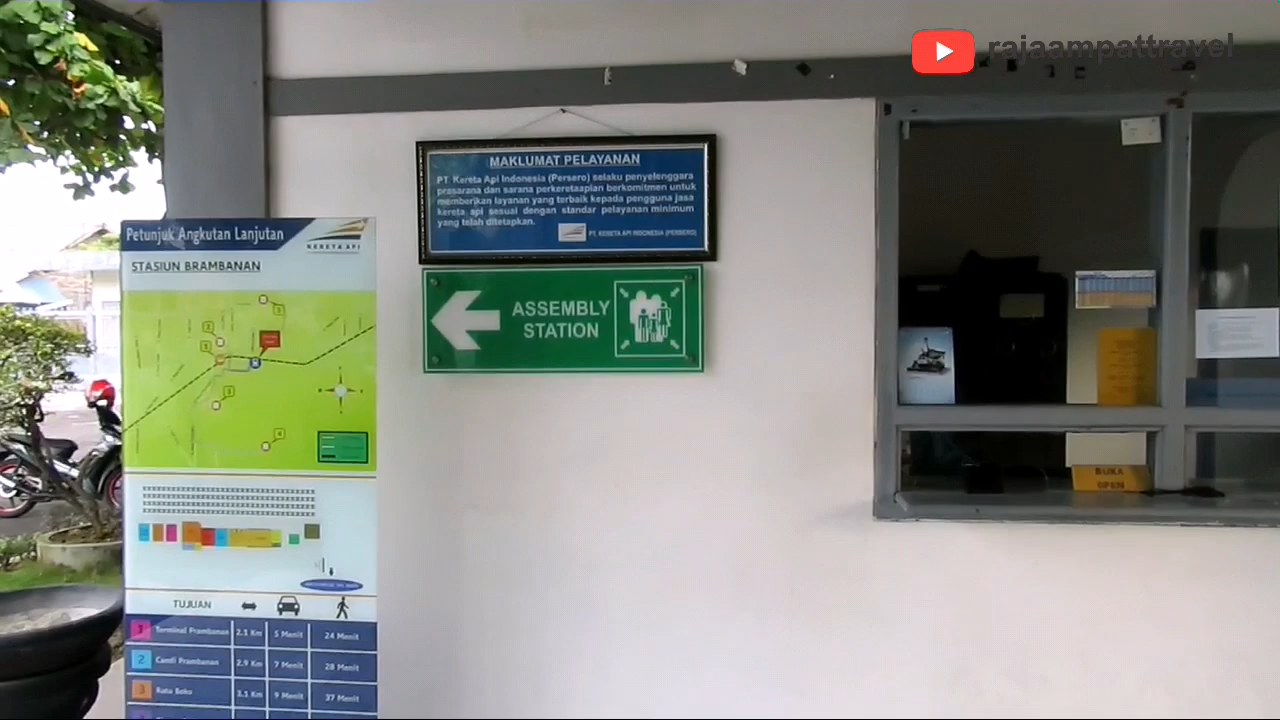 rajaampattravel
MAKLUMAT PELAYANAN
PT. Kereta Api Indonesia (Persero) selaku penyelenggara
prasarana dan sarana perkeretaapian berkomitmen untuk
memberikan layanan yang terbaik kepada pengguna jasa
kereta api sesuai dengan standar pelayanan minimum
yang telah ditetapkan.
PT. KERETA API INDONESIA (PERSERO)
ASSEMBLY
STATION
Petunjuk Angkutan Lanjutan
KERETA API
STASIUN BRAMBANAN
TUJUAN
1 Terminal Prambanan 2.1 Km 5 Menit 24 Menit
2 Candi Prambanan 2.9 Km 7 Menit 28 Menit
3 Ratu Boko 3.1 Km 9 Menit 37 Menit
BUKA
OPEN